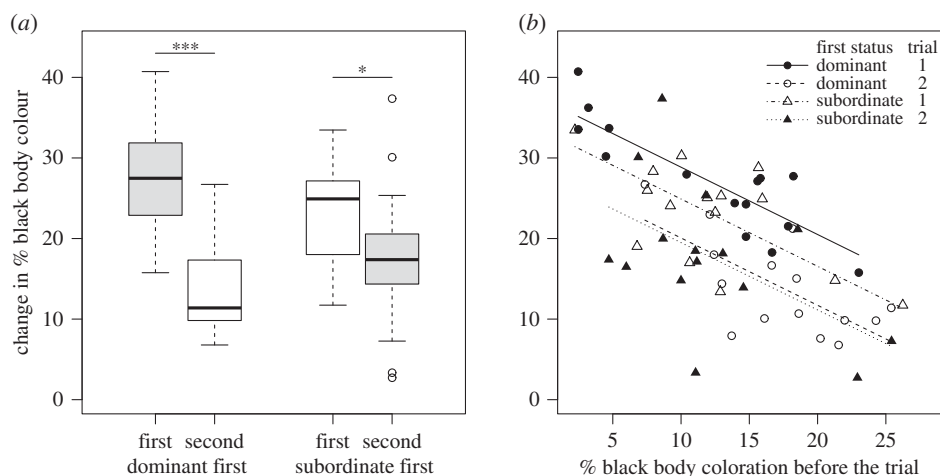 (a)
***
*
change in % black body colour
40
30
20
10
0
first second
dominant first
first second
subordinate first
(b)
first status trial
dominant 1
dominant 2
subordinate 1
subordinate 2
40
30
20
10
0
5 10 15 20 25
% black body coloration before the trial